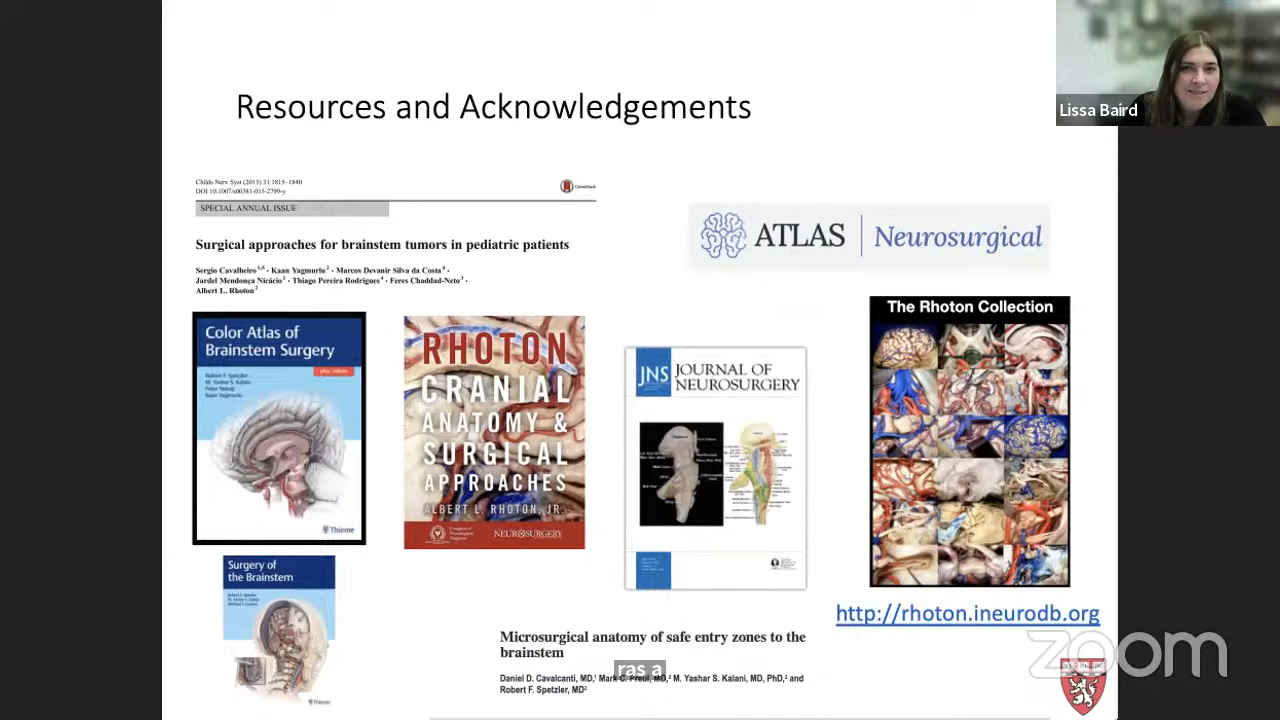 Lissa Baird
Resources and Acknowledgements
Childs Nerv Syst (2015) 31:1815–1840
DOI 10.1007/s00381-015-2799-y
CrossMark
SPECIAL ANNUAL ISSUE
Surgical approaches for brainstem tumors in pediatric patients
Sergio Cavalheiro · Kaan Yagmurlu · Marcos Devanir Silva da Costa ·
Jardel Mendonça Nicácio · Thiago Pereira Rodrigues · Feres Chaddad-Neto ·
Albert L. Rhoton
ATLAS | Neurosurgical
Color Atlas of
Brainstem Surgery
Robert F. Spetzler
M. Yashar S. Kalani
Peter Nakaji
Kaan Yagmurlu
Thieme
RHOTON
CRANIAL
ANATOMY &
SURGICAL
APPROACHES
ALBERT L. RHOTON, JR.
NEUROSURGERY
JNS JOURNAL OF
NEUROSURGERY
The Rhoton Collection
http://rhoton.ineurodb.org
Surgery of
the Brainstem
Thieme
Microsurgical anatomy of safe entry zones to the
brainstem
ras a
Daniel D. Cavalcanti, MD,¹ Mark C. Preul, MD,² M. Yashar S. Kalani, MD, PhD,² and
Robert F. Spetzler, MD²
zoom